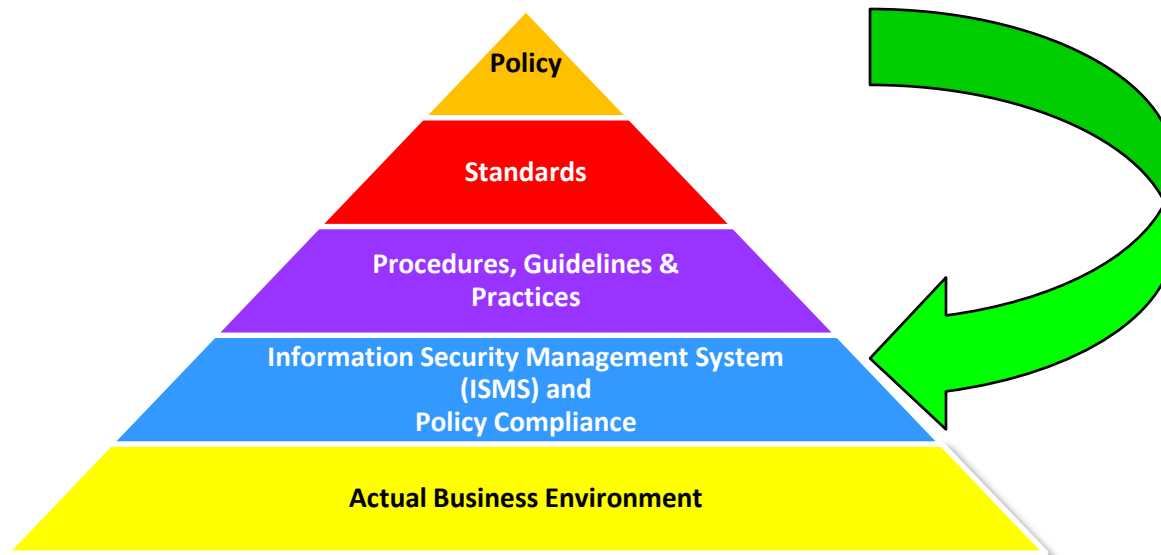 Policy
Standards
Procedures, Guidelines &
Practices
Information Security Management System
(ISMS) and
Policy Compliance
Actual Business Environment